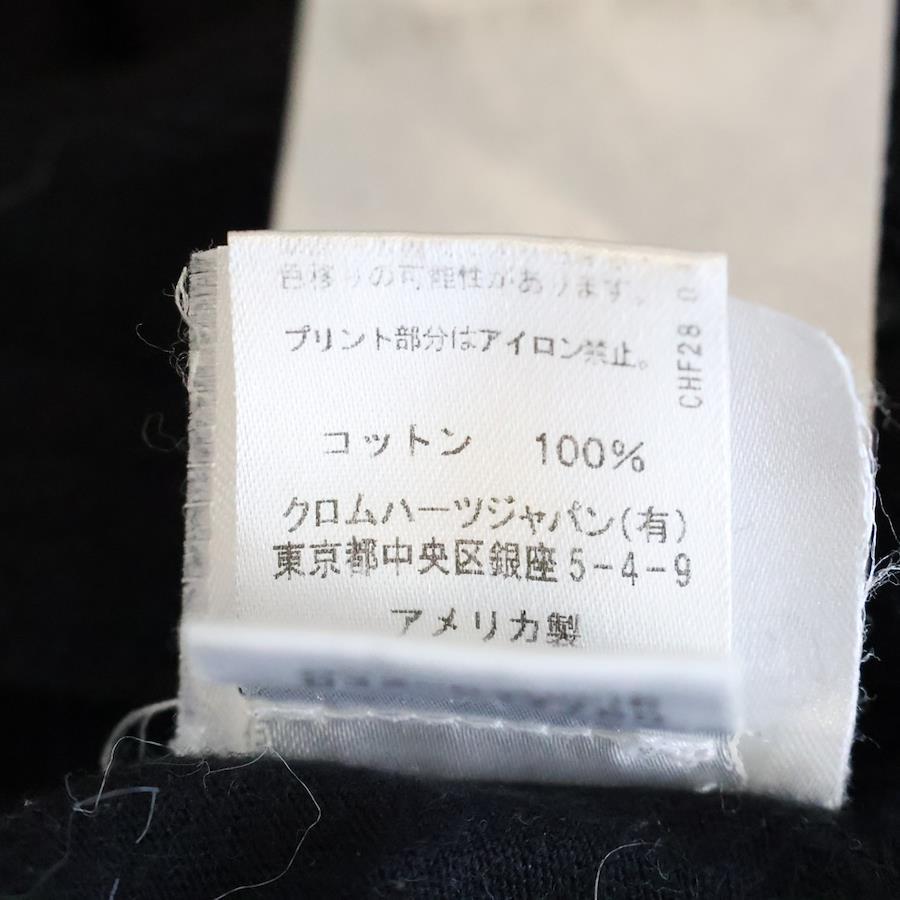 色移りの可能性があります。
プリント部分はアイロン禁止。
コットン 100%
クロムハーツジャパン(有)
東京都中央区銀座5-4-9
アメリカ製
CHF28